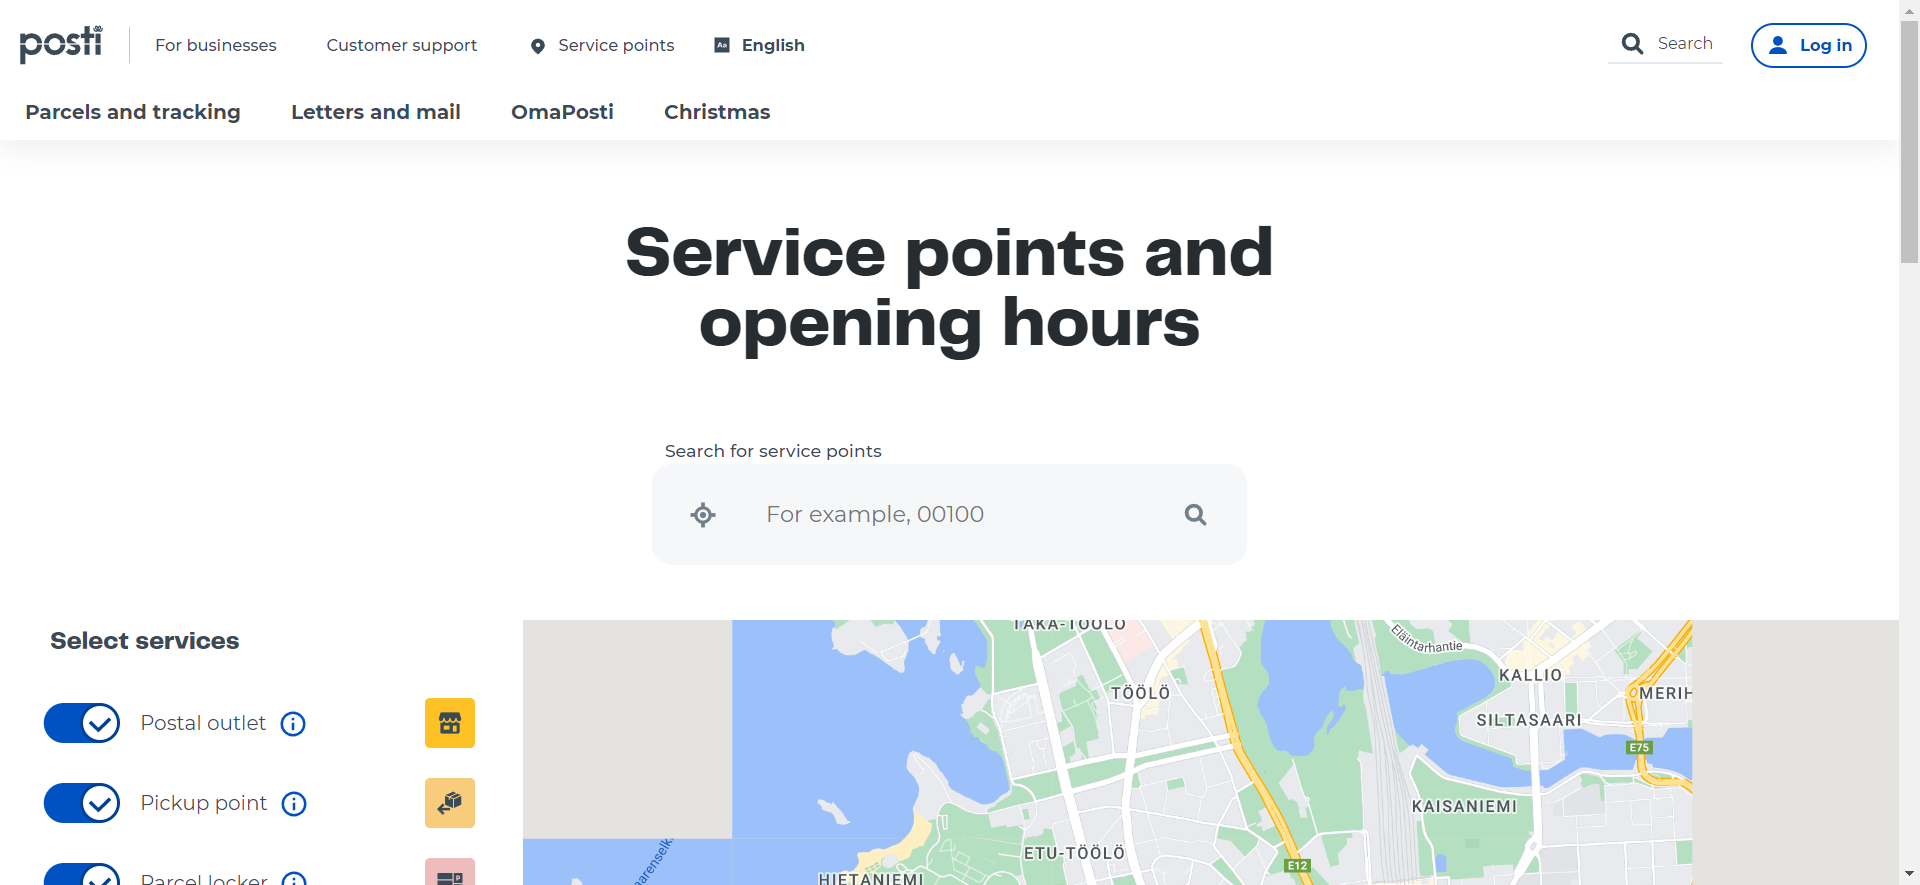 posti
For businesses
Customer support
Service points
Aa
English
Search
Log in
Parcels and tracking
Letters and mail
OmaPosti
Christmas
Service points and
opening hours
Search for service points
For example, 00100
Select services
Postal outlet
Pickup point
Parcel locker
P
TAKA-TÖÖLÖ
Eläintarhantie
KALLIO
TÖÖLÖ
MERIH
SILTASAARI
E75
KAISANIEMI
ETU-TÖÖLÖ
E12
HIETANIEMI